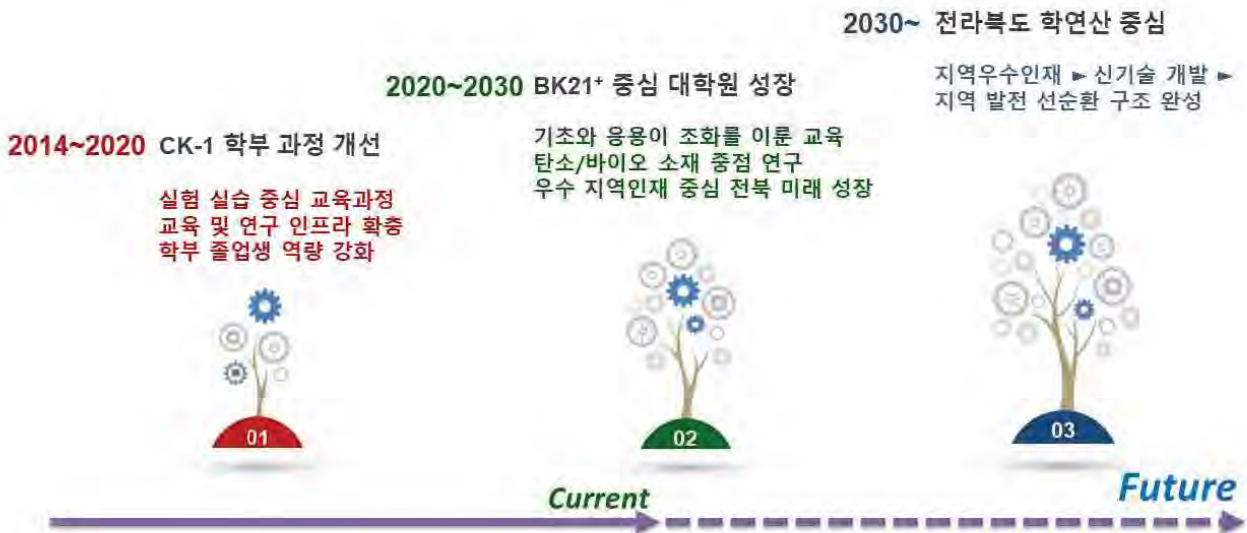 2030~ 전라북도 학연산 중심
지역우수인재 ► 신기술 개발 ►
지역 발전 선순환 구조 완성
2020~2030 BK21+ 중심 대학원 성장
기초와 응용이 조화를 이룬 교육
탄소/바이오 소재 중점 연구
우수 지역인재 중심 전북 미래 성장
2014~2020 CK-1 학부 과정 개선
실험 실습 중심 교육과정
교육 및 연구 인프라 확충
학부 졸업생 역량 강화
01
02
03
Current
Future